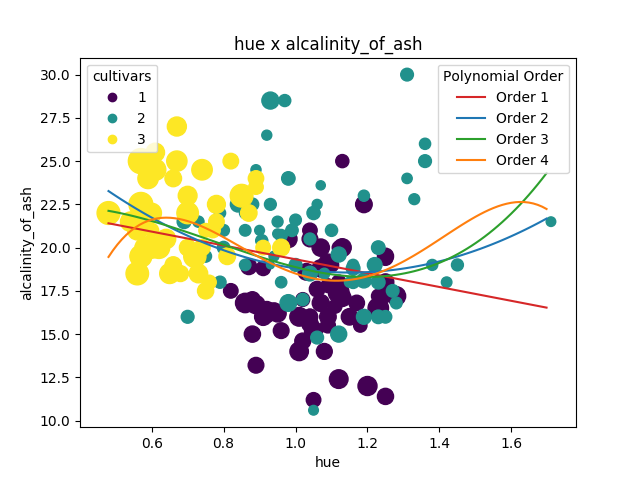 hue x alcalinity_of_ash
cultivars
1
2
3
Polynomial Order
Order 1
Order 2
Order 3
Order 4
alcalinity_of_ash
30.0
27.5
25.0
22.5
20.0
17.5
15.0
12.5
10.0
0.6 0.8 1.0 1.2 1.4 1.6
hue